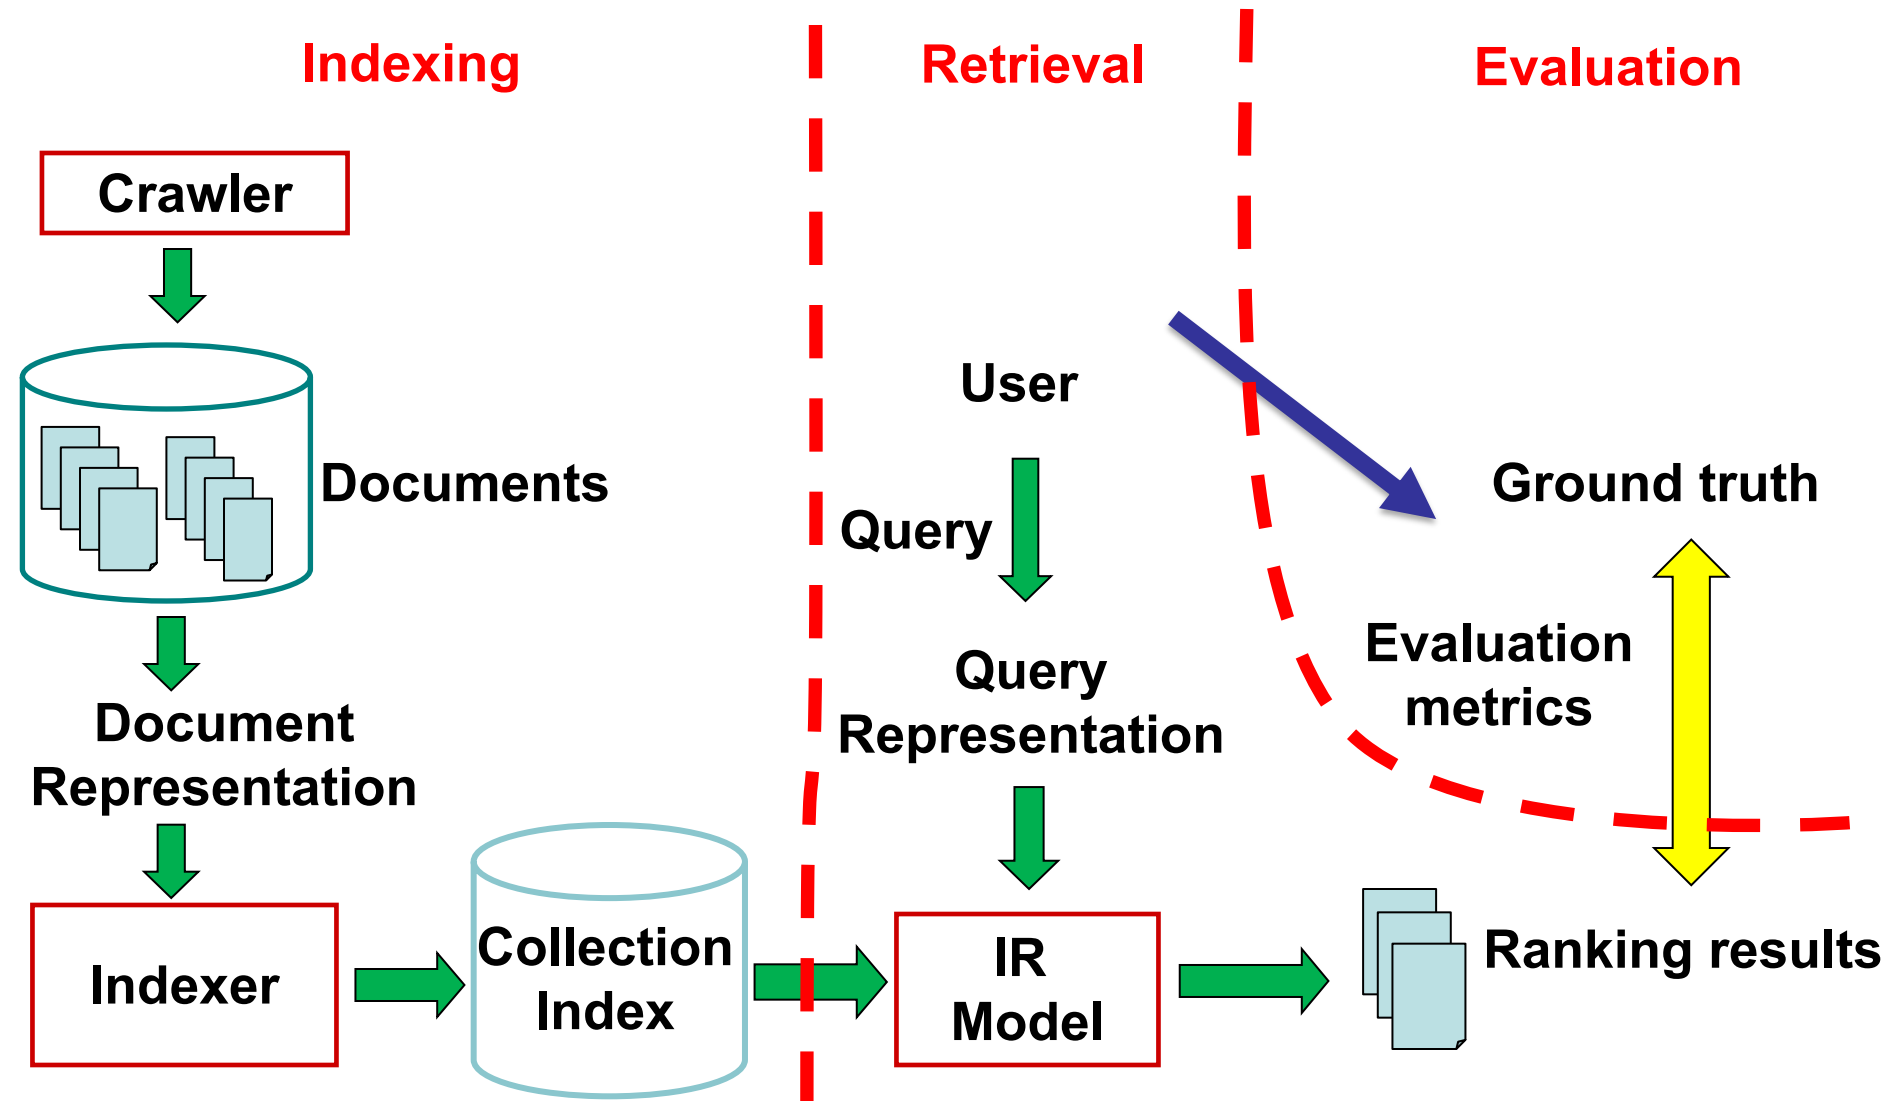 Indexing
Retrieval
Evaluation
Crawler
Documents
Document
Representation
Indexer
Collection
Index
User
Query
Query
Representation
IR
Model
Ground truth
Evaluation
metrics
Ranking results